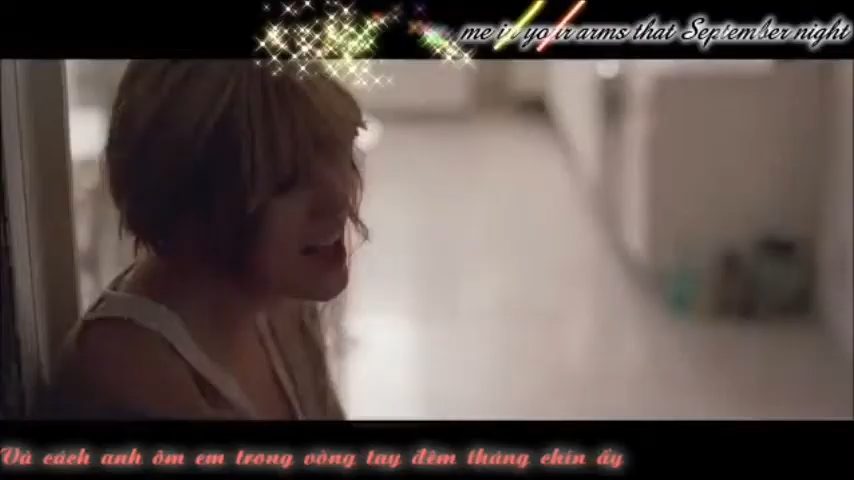 me in your arms that September night
Và cách anh ôm em trong vòng tay đêm tháng chín ấy